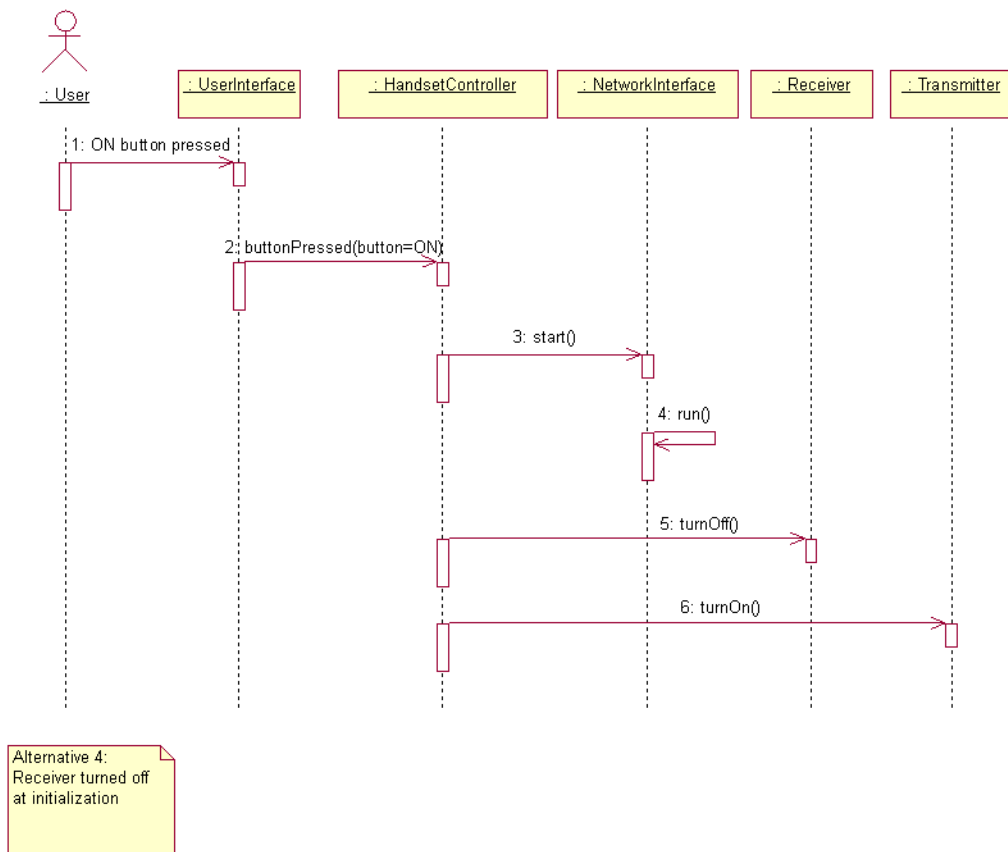 : User
: UserInterface
: HandsetController
: NetworkInterface
: Receiver
: Transmitter
1: ON button pressed
2: buttonPressed(button=ON)
3: start()
4: run()
5: turnOff()
6: turnOn()
Alternative 4:
Receiver turned off
at initialization